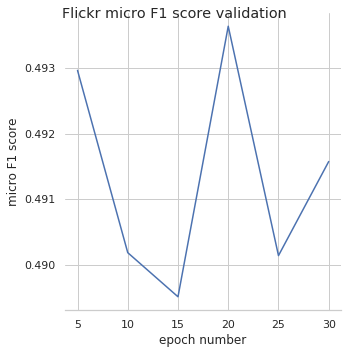 Flickr micro F1 score validation
micro F1 score
0.493
0.492
0.491
0.490
5 10 15 20 25 30
epoch number